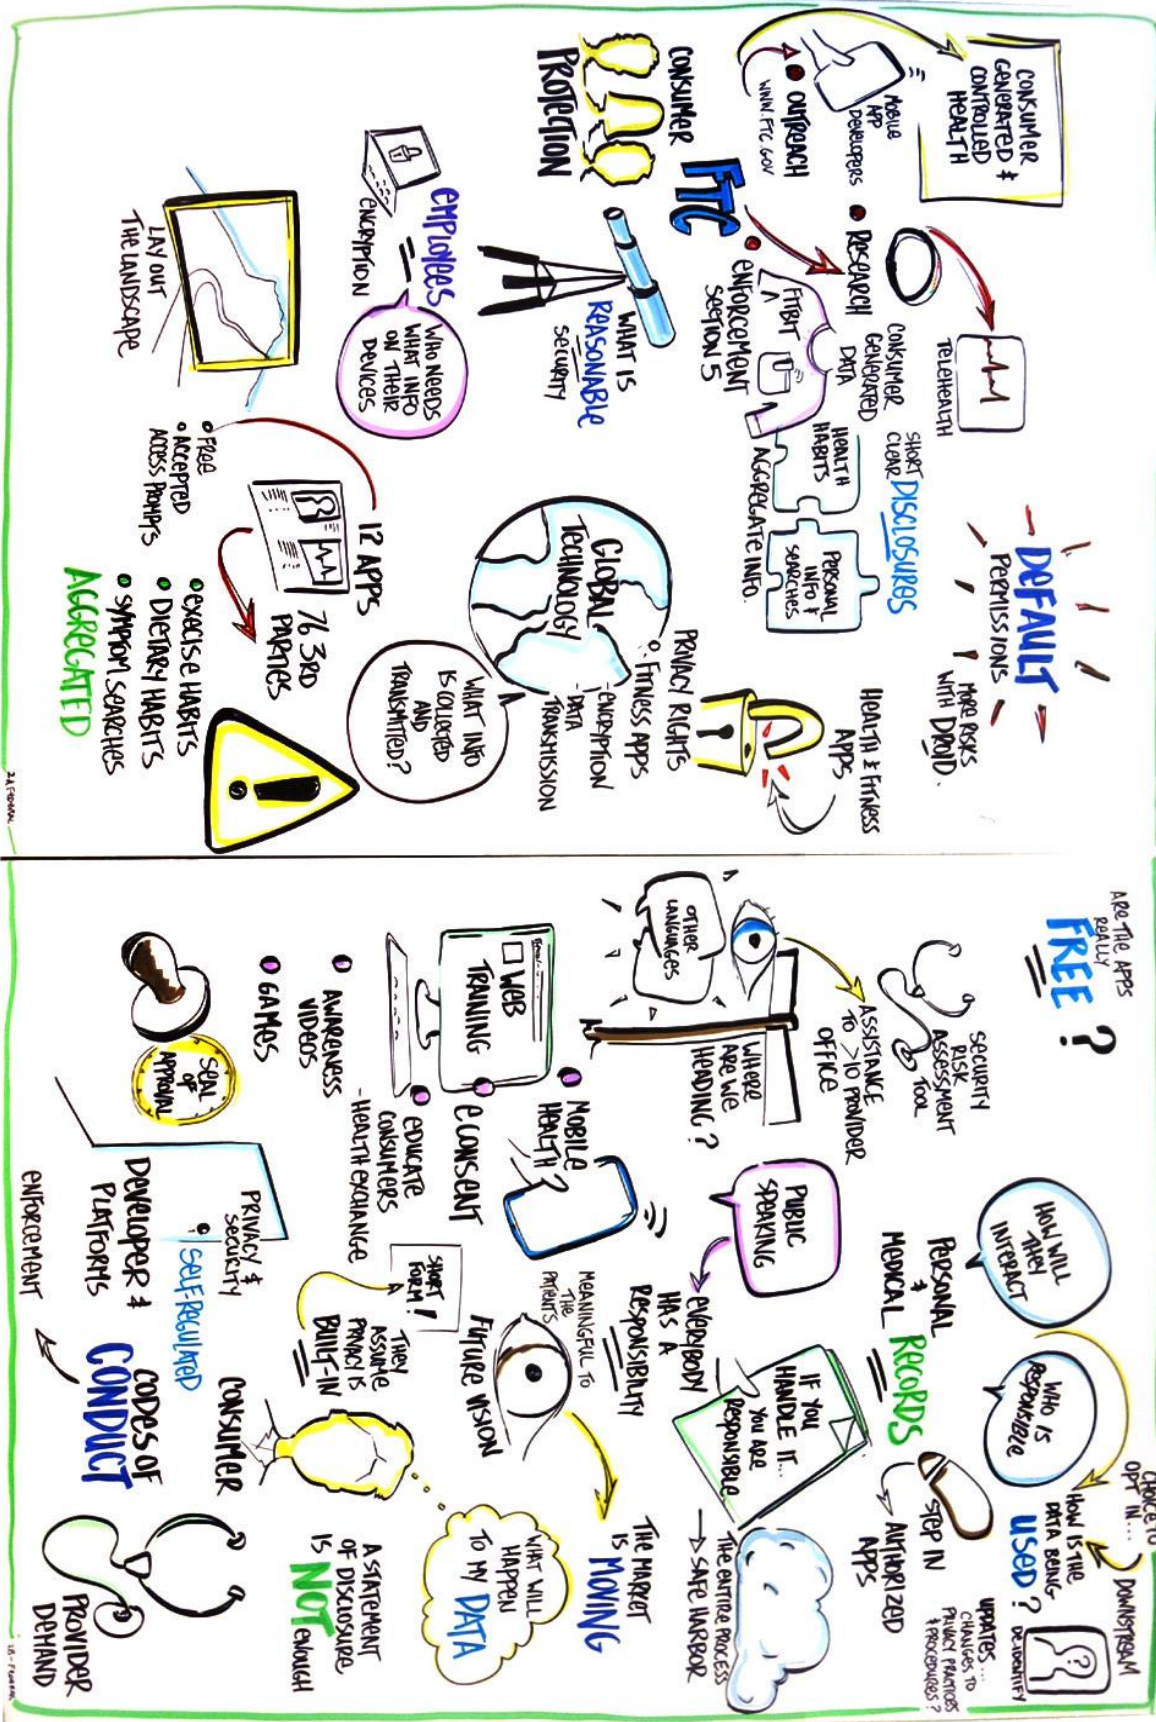 CONSUMER
GENERATED &
CONTROLLED
HEALTH
MOBILE
APP
DEVELOPERS
OUTREACH
WWW.FTC.GOV
CONSUMER
PROTECTION
FTC
RESEARCH
ENFORCEMENT
SECTION 5
TELEHEALTH
CONSUMER
GENERATED
DATA
FITBIT
SHORT
CLEAR DISCLOSURES
HEALTH
HABITS
PERSONAL
INFO &
SEARCHES
AGGREGATE INFO.
DEFAULT
PERMISSIONS
MORE RISKS
WITH DROID.
HEALTH & FITNESS
APPS
WHAT IS
REASONABLE
SECURITY
EMPLOYEES
=
ENCRYPTION
WHO NEEDS
WHAT INFO
ON THEIR
DEVICES
GLOBAL
TECHNOLOGY
PRIVACY RIGHTS
FITNESS APPS
-ENCRYPTION
-DATA
TRANSMISSION
WHAT INFO
IS COLLECTED
AND
TRANSMITTED?
LAY OUT
THE LANDSCAPE
12 APPS
FREE
ACCEPTED
ACCESS PROMPTS
76 3RD
PARTIES
EXECISE HABITS
DIETARY HABITS
SYMPTOM SEARCHES
AGGREGATED
2A FEDERAL
ARE THE APPS
REALLY
FREE?
SECURITY
RISK
ASSESSMENT
TOOL
ASSISTANCE
TO >10 PROVIDER
OFFICE
OTHER
LANGUAGES
WHERE
ARE WE
HEADING?
HOW WILL
THEY
INTERACT
WHO IS
RESPONSIBLE
CHOICE TO
OPT IN...
DOWNSTREAM
HOW IS THE
DATA BEING
USED?
DE-IDENTIFY
UPDATES...
CHANGES TO
PRIVACY PRACTICES
& PROCEDURES?
PERSONAL
&
MEDICAL RECORDS
STEP IN
AUTHORIZED
APPS
PUBLIC
SPEAKING
EVERYBODY
HAS A
RESPONSIBILITY
IF YOU
HANDLE IT...
YOU ARE
RESPONSIBLE
THE ENTIRE PROCESS
SAFE HARBOR
WEB
TRAINING
MOBILE
HEALTH?
ECONSENT
EDUCATE
CONSUMERS
-HEALTH EXCHANGE
AWARENESS
VIDEOS
GAMES
MEANINGFUL TO
THE
PATIENTS
FUTURE VISION
THE MARKET
IS MOVING
SHORT
FORM!
THEY
ASSUME
PRIVACY IS
BUILT-IN
WHAT WILL
HAPPEN
TO MY DATA
CONSUMER
A STATEMENT
OF DISCLOSURE
IS NOT ENOUGH
SEAL
OF
APPROVAL
PRIVACY &
SECURITY
SELF-REGULATED
DEVELOPER &
PLATFORMS
CODES OF
CONDUCT
ENFORCEMENT
PROVIDER
DEMAND
2B-FEDERAL